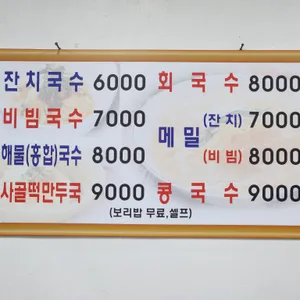 잔치국수 6000
비빔국수 7000
해물(홍합)국수 8000
사골떡만두국 9000
회국수 8000
메밀 (잔치) 7000
(비빔) 8000
콩국수 9000
(보리밥 무료,셀프)